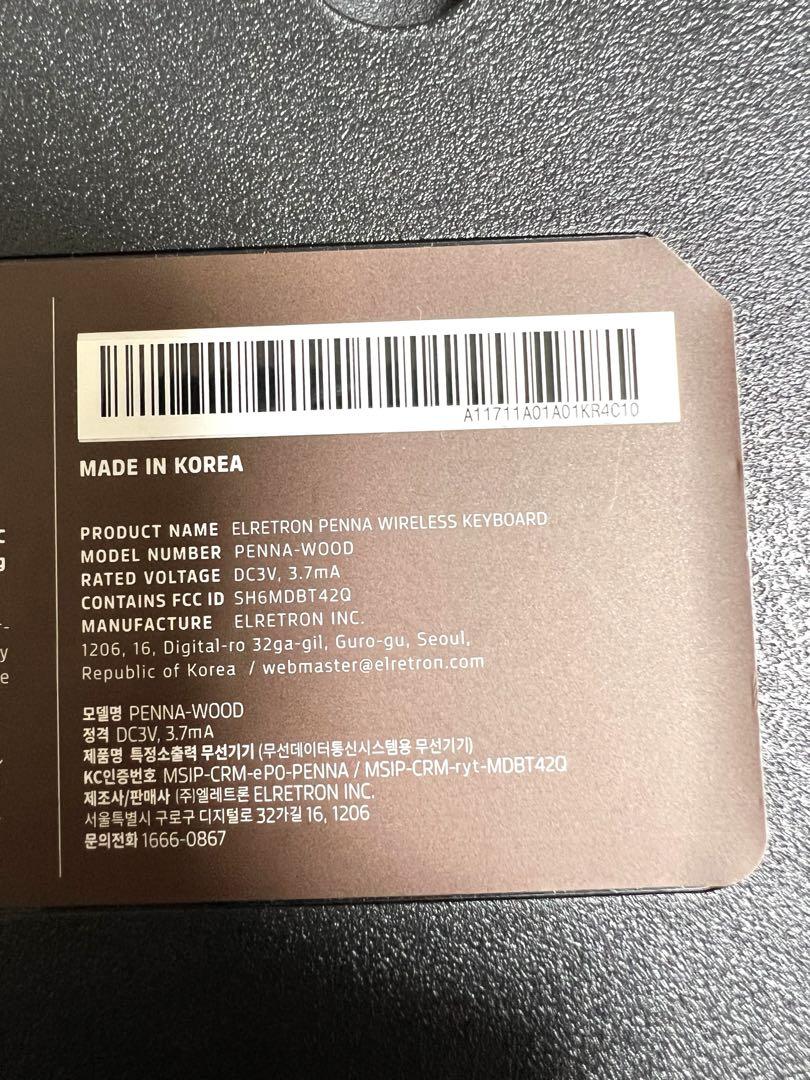 A11711A01A01KR4C10
MADE IN KOREA
PRODUCT NAME ELRETRON PENNA WIRELESS KEYBOARD
MODEL NUMBER PENNA-WOOD
RATED VOLTAGE DC3V, 3.7mA
CONTAINS FCC ID SH6MDBT42Q
MANUFACTURE ELRETRON INC.
1206, 16, Digital-ro 32ga-gil, Guro-gu, Seoul,
Republic of Korea / webmaster@elretron.com
모델명 PENNA-WOOD
정격 DC3V, 3.7mA
제품명 특정소출력 무선기기 (무선데이터통신시스템용 무선기기)
KC인증번호 MSIP-CRM-eP0-PENNA / MSIP-CRM-ryt-MDBT42Q
제조사/판매사 (주)엘레트론 ELRETRON INC.
서울특별시 구로구 디지털로 32가길 16, 1206
문의전화 1666-0867